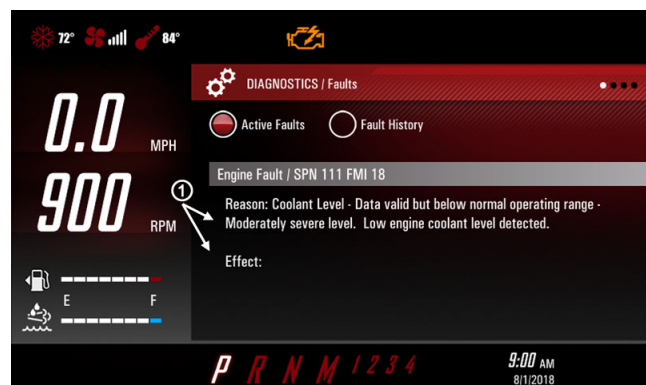 72° 84°
DIAGNOSTICS / Faults
Active Faults Fault History
0.0 MPH
Engine Fault / SPN 111 FMI 18
1
900 RPM
Reason: Coolant Level - Data valid but below normal operating range -
Moderately severe level. Low engine coolant level detected.
Effect:
E F
P R N M 1 2 3 4
9:00 AM
8/1/2018